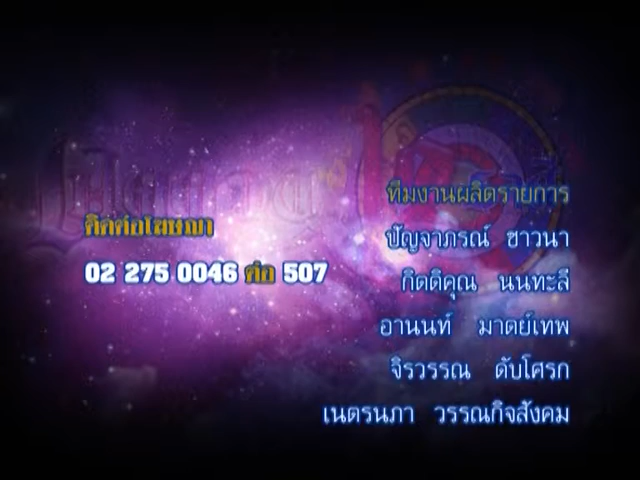 ติดต่อโฆษณา
02 275 0046 ต่อ 507
ทีมงานผลิตรายการ
ปัญจาภรณ์ ชาวนา
กิตติคุณ นนทะลี
อานนท์ มาตย์เทพ
จิรวรรณ ดับโศรก
เนตรนภา วรรณกิจสังคม